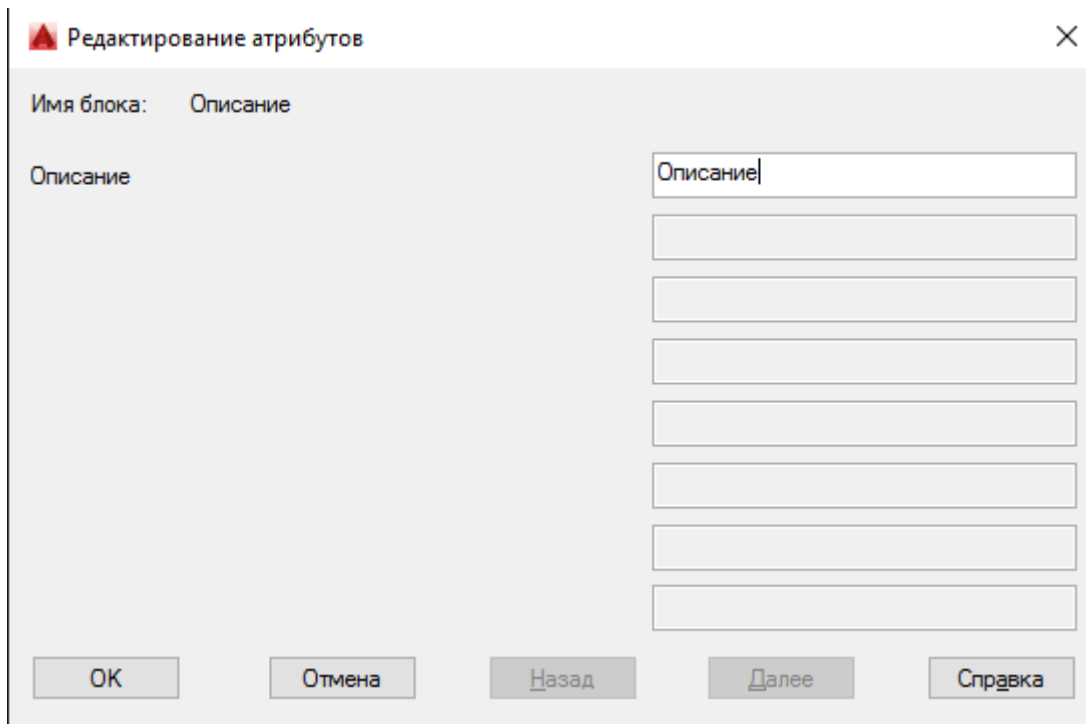 Редактирование атрибутов
Имя блока: Описание
Описание Описание
OK Отмена Назад Далее Справка